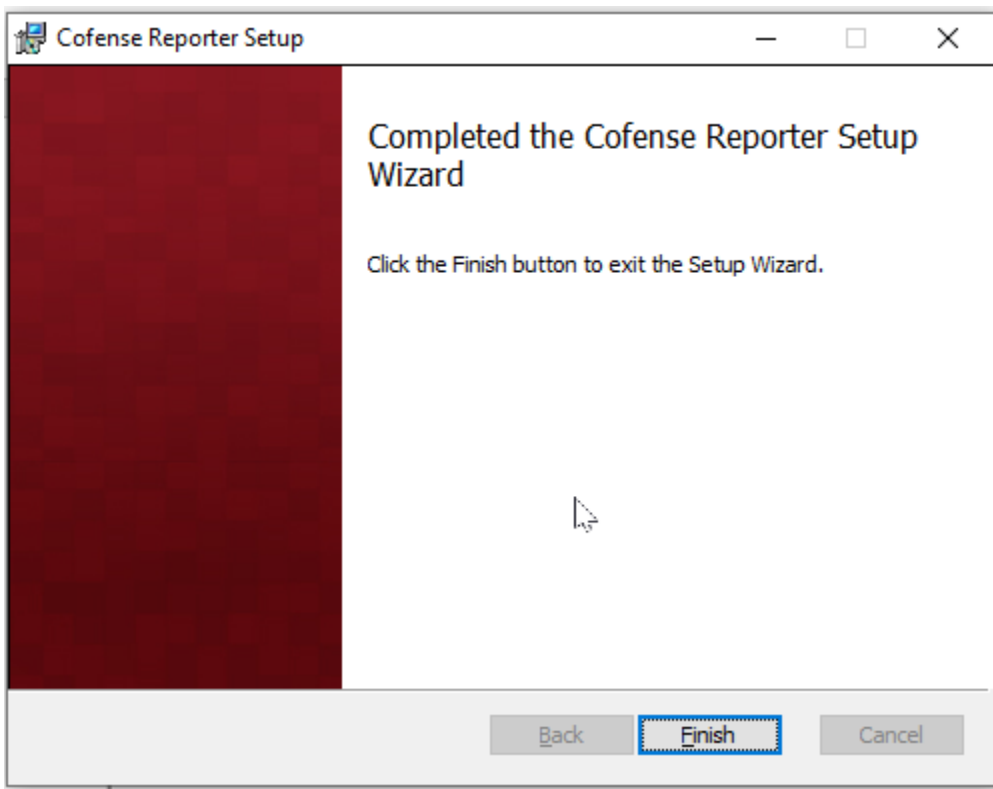 Cofense Reporter Setup
Completed the Cofense Reporter Setup
Wizard
Click the Finish button to exit the Setup Wizard.
Back
Finish
Cancel